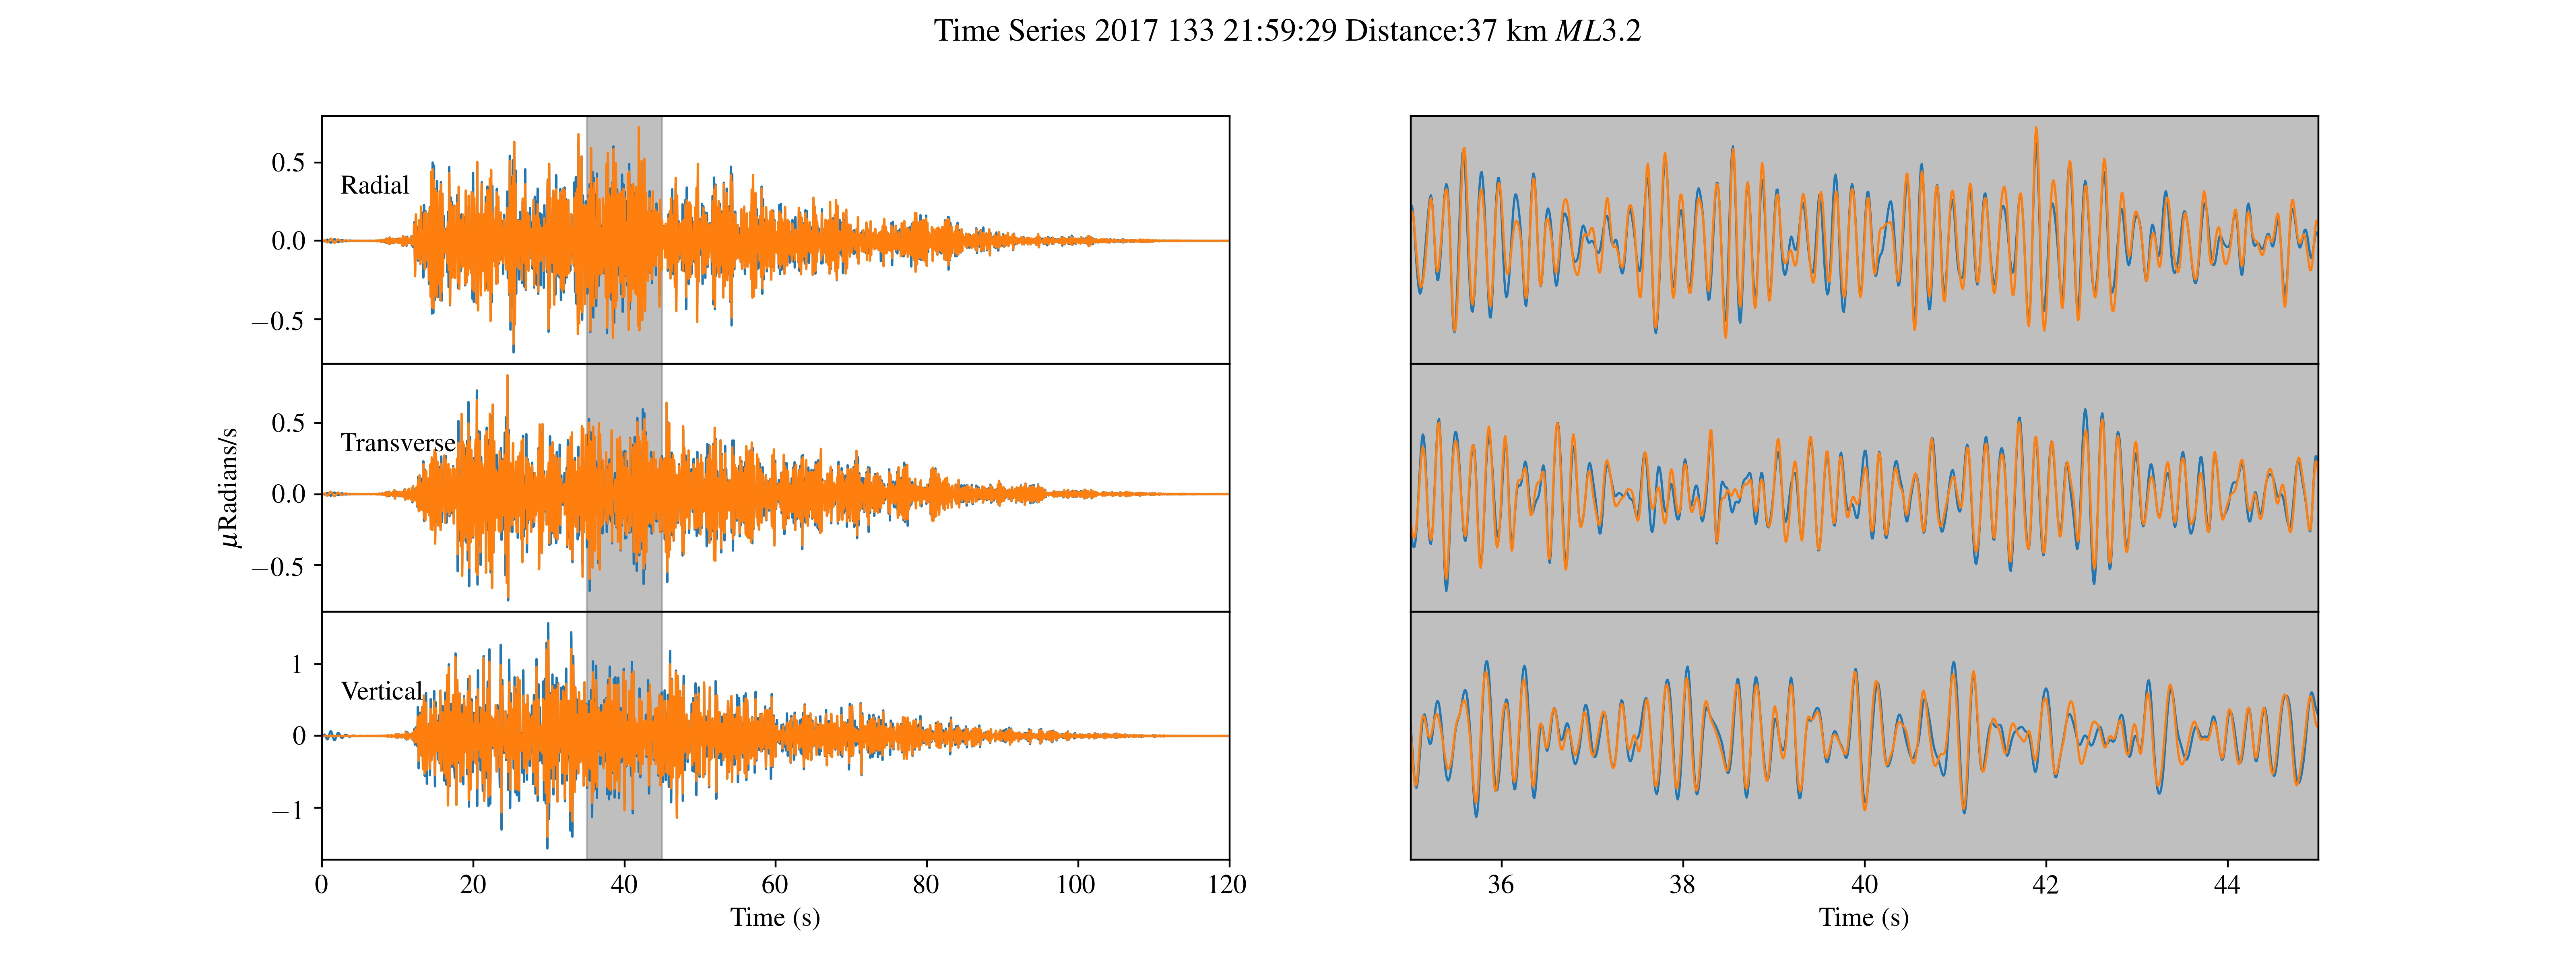 Time Series 2017 133 21:59:29 Distance:37 km ML3.2
μRadians/s
Radial
0.5
0.0
−0.5
Transverse
0.5
0.0
−0.5
Vertical
1
0
−1
0 20 40 60 80 100 120
Time (s)
36 38 40 42 44
Time (s)